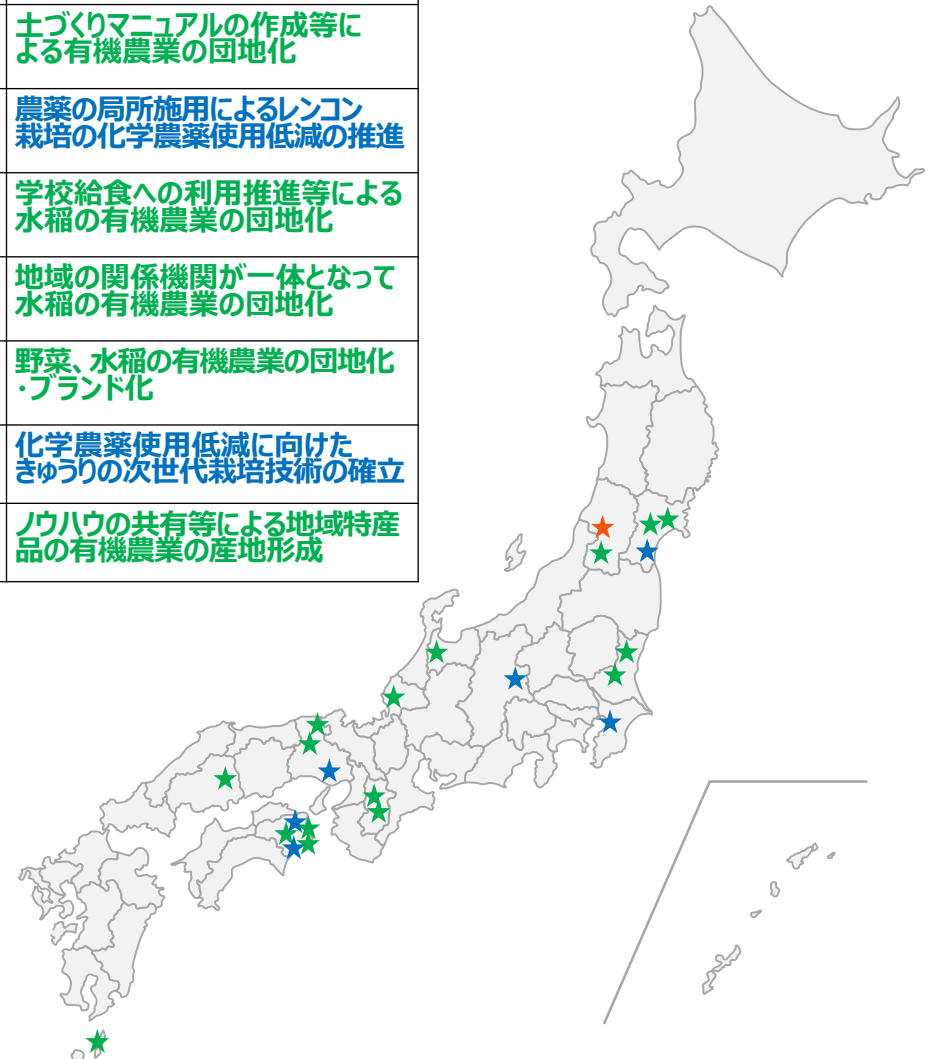 土づくりマニュアルの作成等に
よる有機農業の団地化
農薬の局所施用によるレンコン
栽培の化学農薬使用低減の推進
学校給食への利用推進等による
水稲の有機農業の団地化
地域の関係機関が一体となって
水稲の有機農業の団地化
野菜、水稲の有機農業の団地化
・ブランド化
化学農薬使用低減に向けた
きゅうりの次世代栽培技術の確立
ノウハウの共有等による地域特産
品の有機農業の産地形成